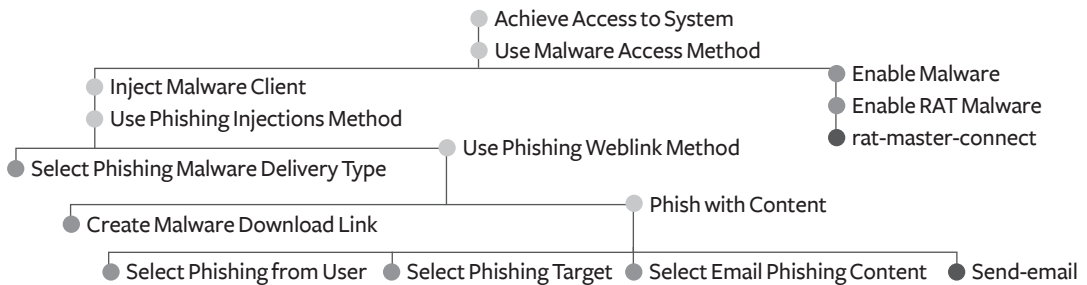 Achieve Access to System
Use Malware Access Method
Inject Malware Client
Use Phishing Injections Method
Enable Malware
Enable RAT Malware
rat-master-connect
Select Phishing Malware Delivery Type
Use Phishing Weblink Method
Create Malware Download Link
Phish with Content
Select Phishing from User
Select Phishing Target
Select Email Phishing Content
Send-email